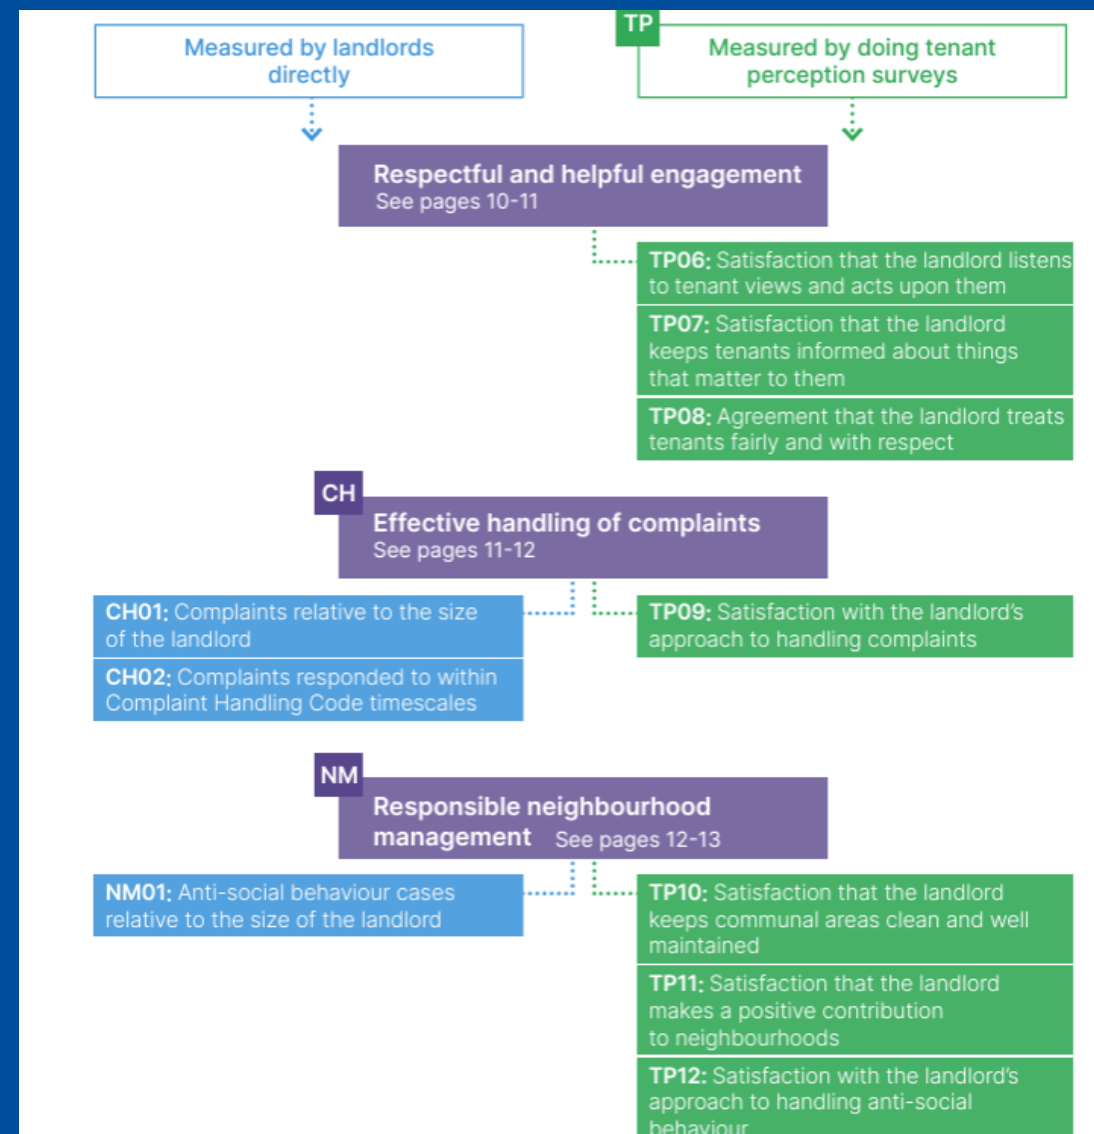 Measured by landlords
directly
TP
Measured by doing tenant
perception surveys
Respectful and helpful engagement
See pages 10-11
TP06: Satisfaction that the landlord listens
to tenant views and acts upon them
TP07: Satisfaction that the landlord
keeps tenants informed about things
that matter to them
TP08: Agreement that the landlord treats
tenants fairly and with respect
CH
Effective handling of complaints
See pages 11-12
CH01: Complaints relative to the size
of the landlord
CH02: Complaints responded to within
Complaint Handling Code timescales
TP09: Satisfaction with the landlord’s
approach to handling complaints
NM
Responsible neighbourhood
management See pages 12-13
NM01: Anti-social behaviour cases
relative to the size of the landlord
TP10: Satisfaction that the landlord
keeps communal areas clean and well
maintained
TP11: Satisfaction that the landlord
makes a positive contribution
to neighbourhoods
TP12: Satisfaction with the landlord’s
approach to handling anti-social
behaviour